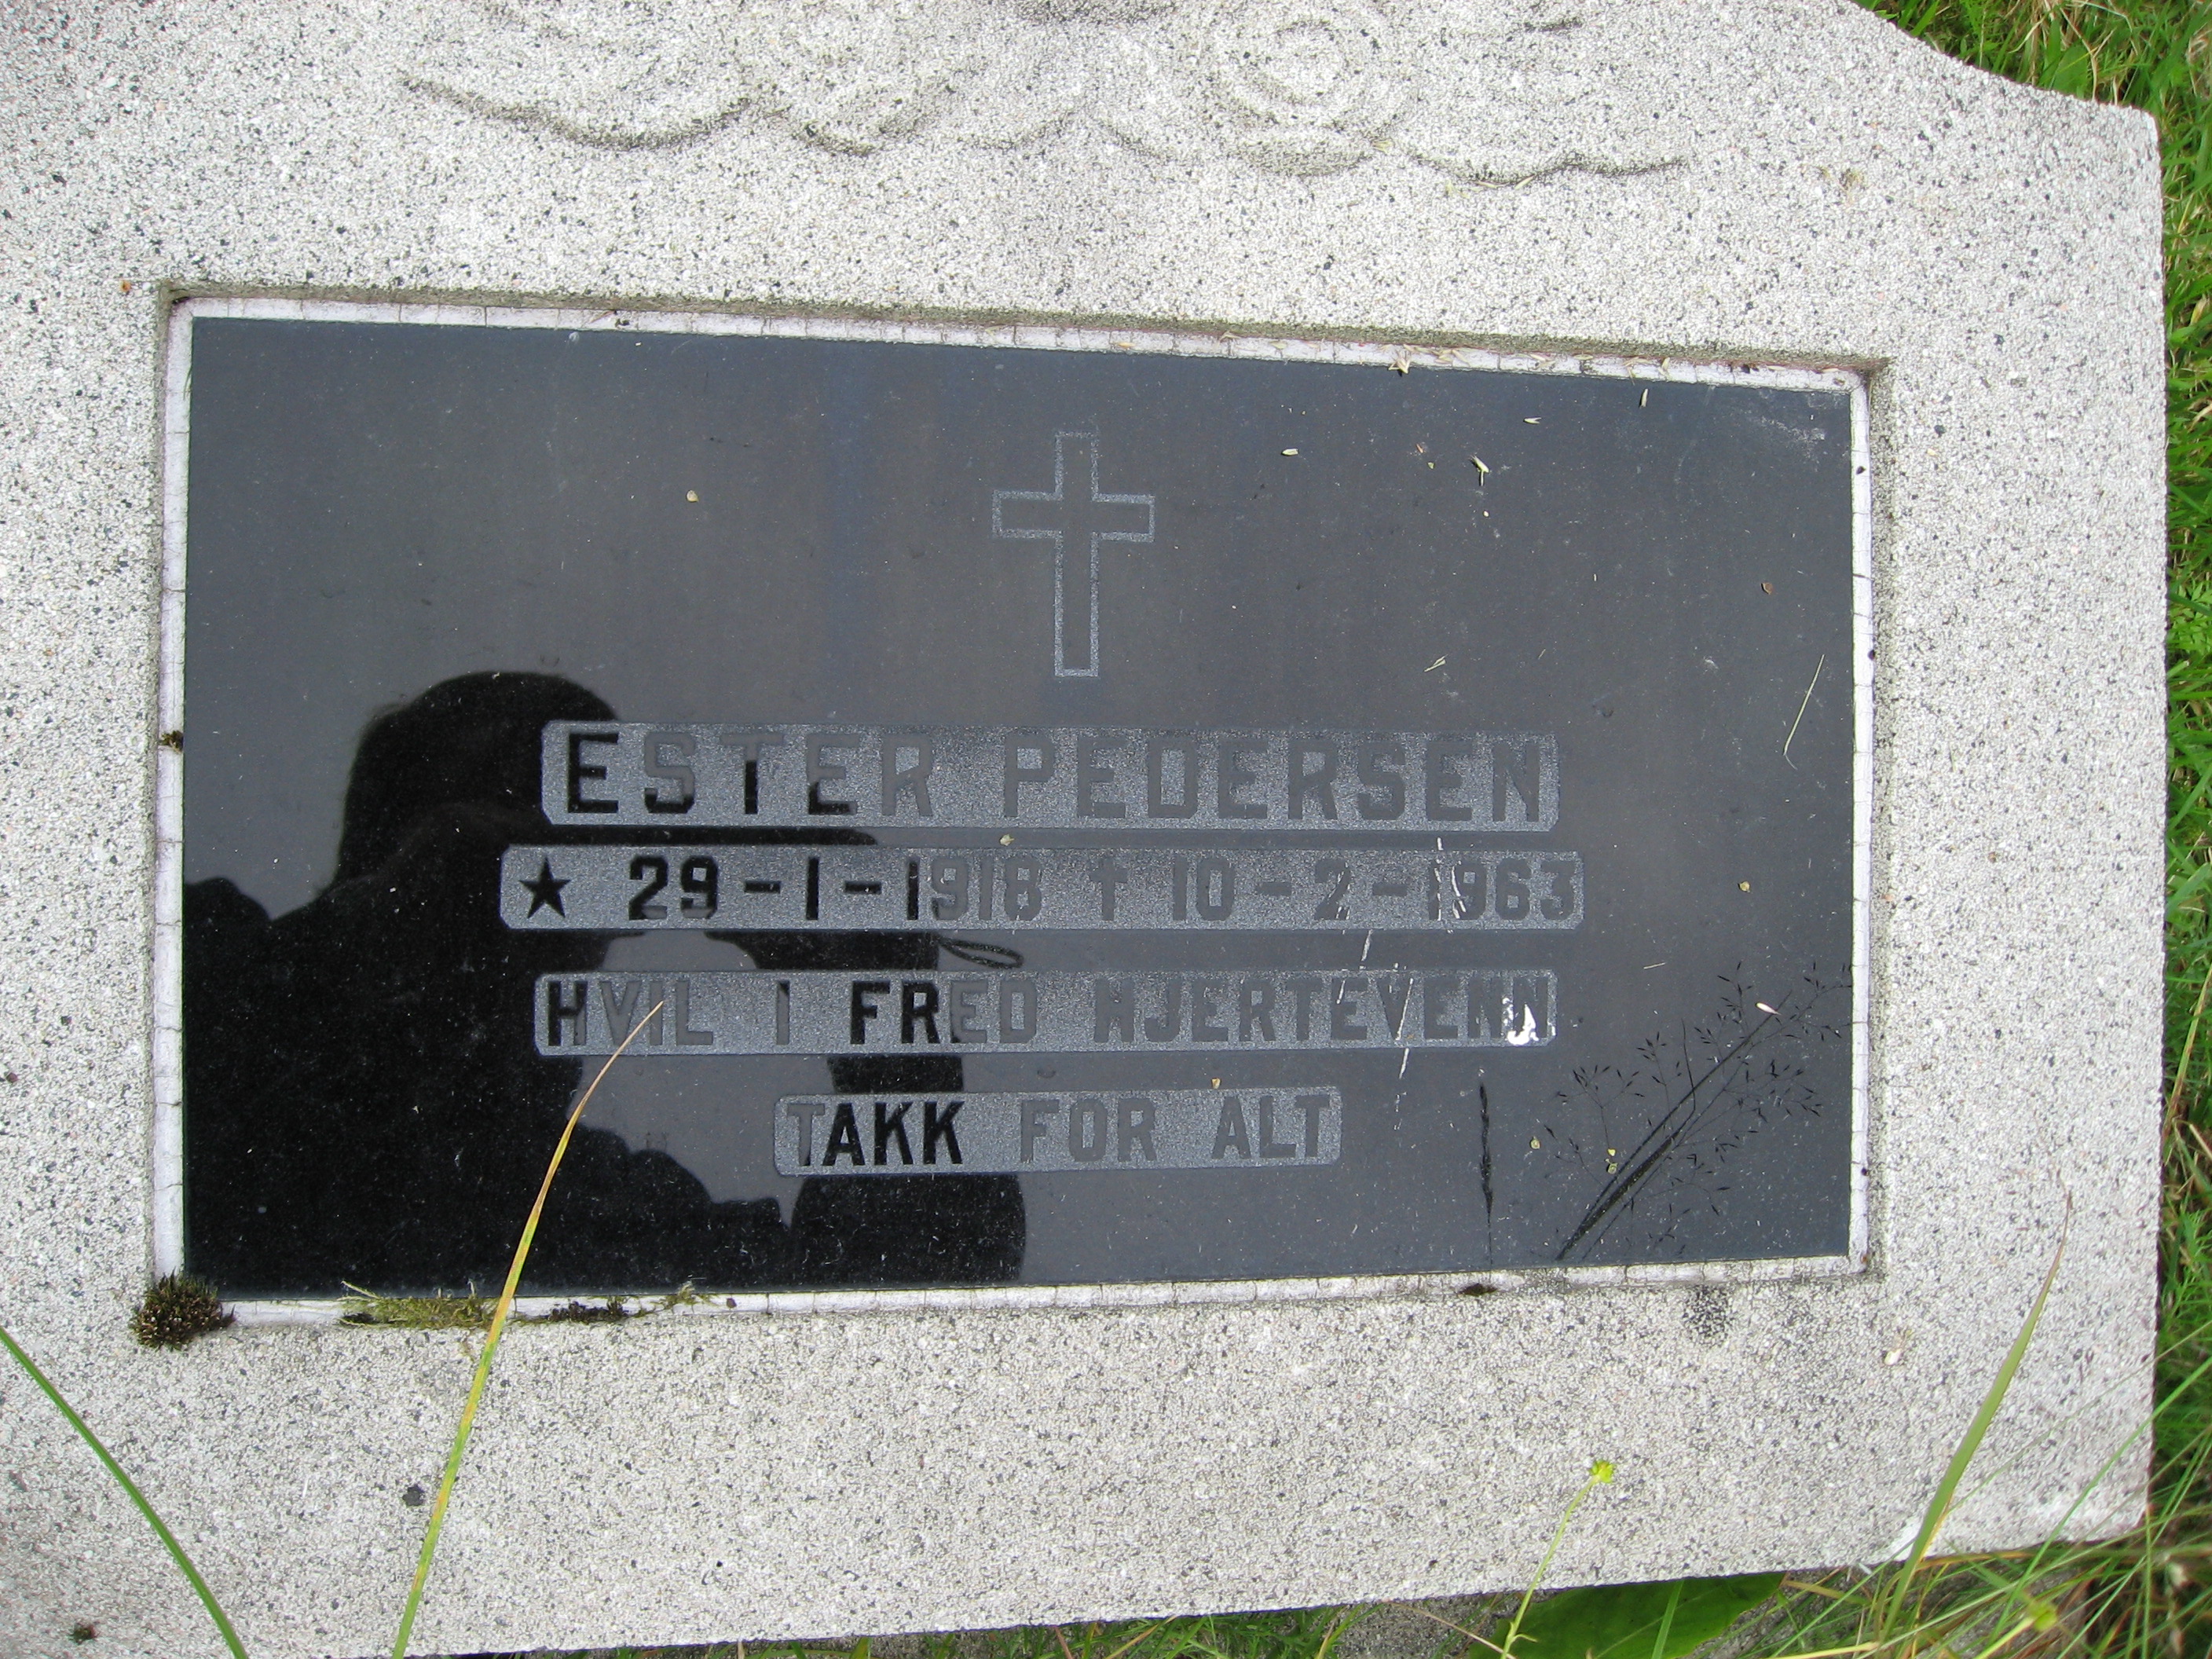 ESTER PEDERSEN
★ 29-1-1918 † 10-2-1963
HVIL I FRED HJERTEVENN
TAKK FOR ALT